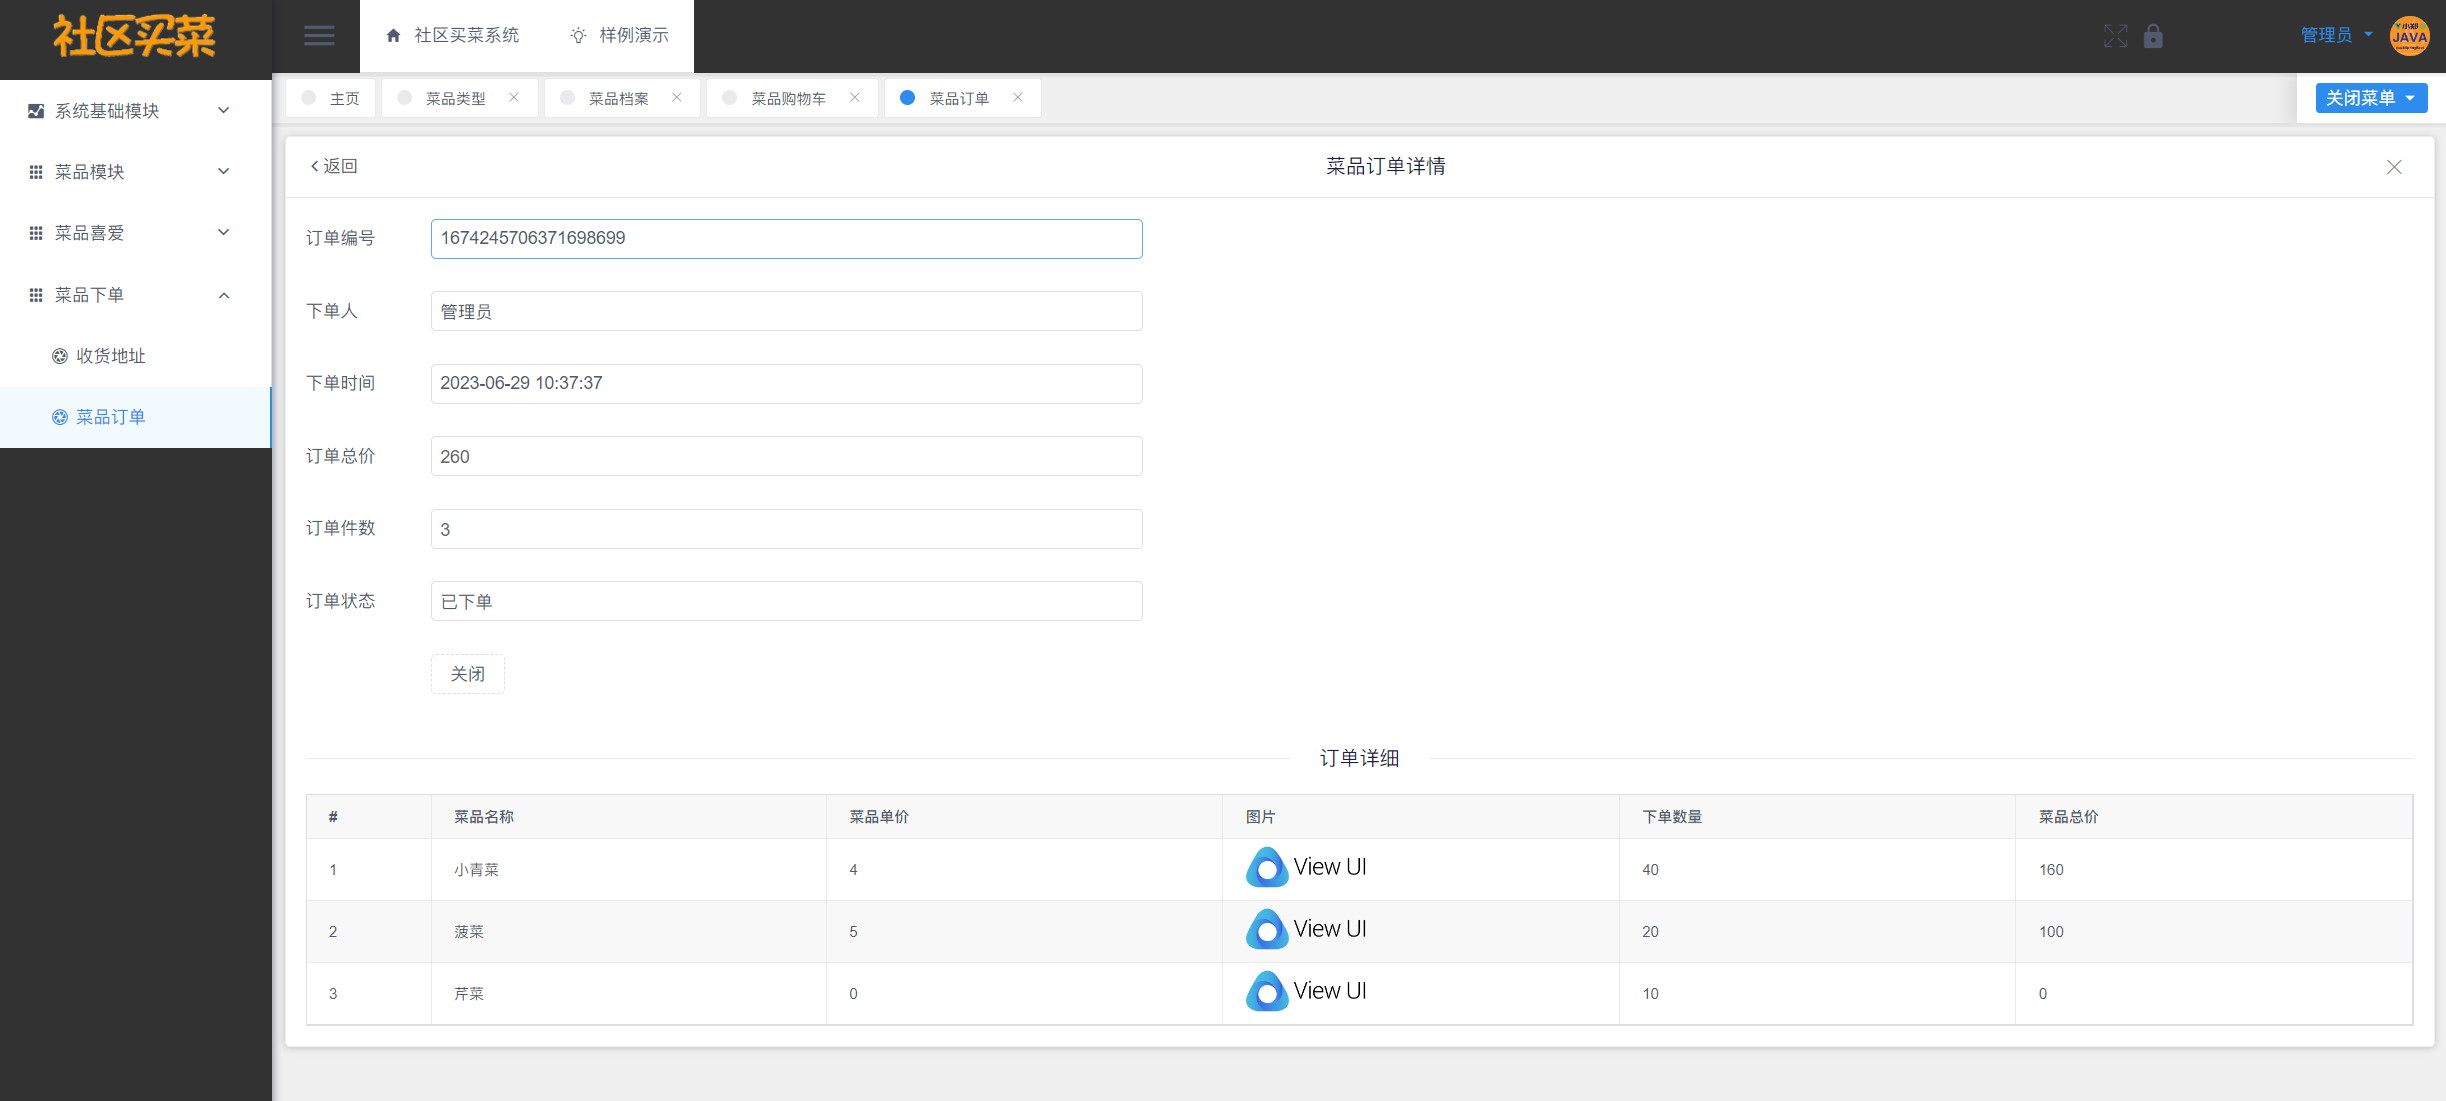 社区买菜
社区买菜系统
样例演示
管理员
小郑
JAVA
系统基础模块
菜品模块
菜品喜爱
菜品下单
收货地址
菜品订单
主页
菜品类型
菜品档案
菜品购物车
菜品订单
关闭菜单
返回
菜品订单详情
订单编号 1674245706371698699
下单人 管理员
下单时间 2023-06-29 10:37:37
订单总价 260
订单件数 3
订单状态 已下单
关闭
订单详细
# 菜品名称 菜品单价 图片 下单数量 菜品总价
1 小青菜 4 View UI 40 160
2 菠菜 5 View UI 20 100
3 芹菜 0 View UI 10 0